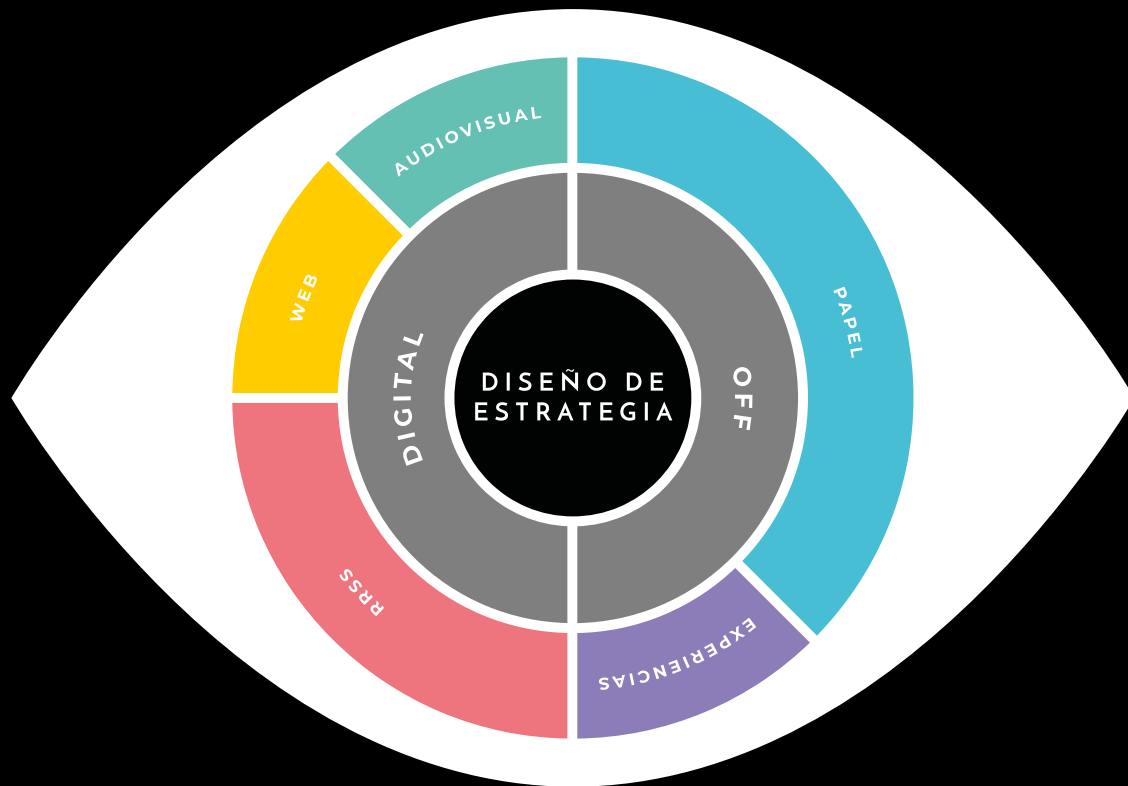 AUDIOVISUAL
WEB
PAPEL
DIGITAL
DISEÑO DE
ESTRATEGIA
OFF
RRSS
EXPERIENCIAS